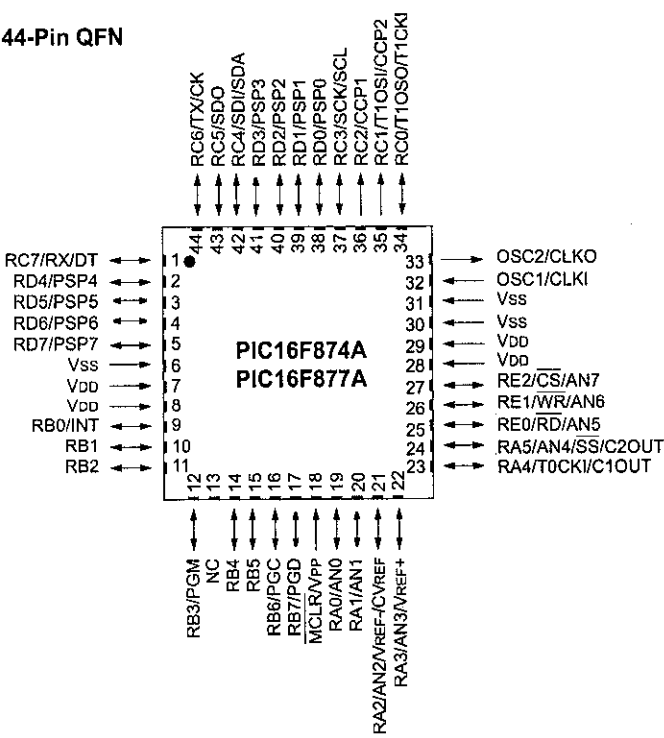 44-Pin QFN
RC6/TX/CK
RC5/SDO
RC4/SDI/SDA
RD3/PSP3
RD2/PSP2
RD1/PSP1
RD0/PSP0
RC3/SCK/SCL
RC2/CCP1
RC1/T1OSI/CCP2
RC0/T1OSO/T1CKI
44 43 42 41 40 39 38 37 36 35 34
RC7/RX/DT 1
RD4/PSP4 2
RD5/PSP5 3
RD6/PSP6 4
RD7/PSP7 5
VSS 6
VDD 7
VDD 8
RB0/INT 9
RB1 10
RB2 11
PIC16F874A
PIC16F877A
33 OSC2/CLKO
32 OSC1/CLKI
31 VSS
30 VSS
29 VDD
28 VDD
27 RE2/CS/AN7
26 RE1/WR/AN6
25 RE0/RD/AN5
24 RA5/AN4/SS/C2OUT
23 RA4/T0CKI/C1OUT
12 13 14 15 16 17 18 19 20 21 22
RB3/PGM
NC
RB4
RB5
RB6/PGC
RB7/PGD
MCLR/VPP
RA0/AN0
RA1/AN1
RA2/AN2/VREF-/CVREF
RA3/AN3/VREF+